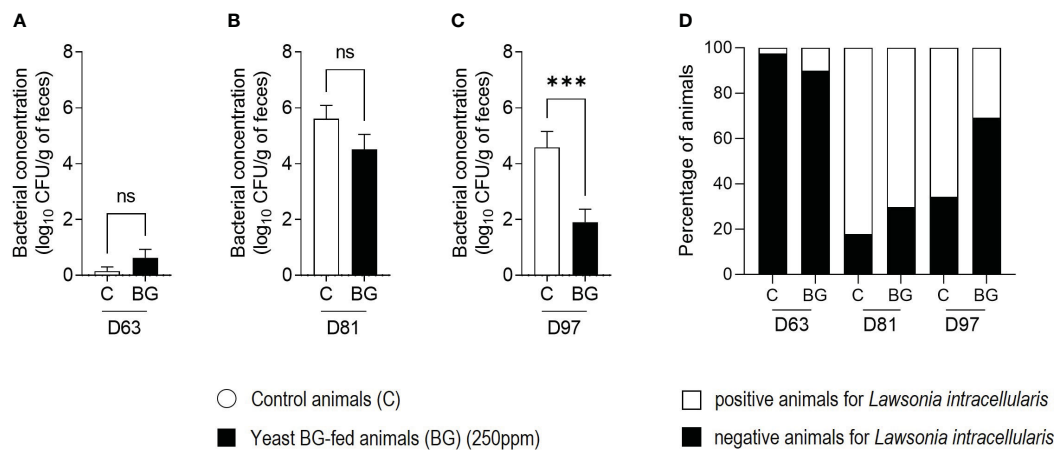 A
Bacterial concentration
(log10 CFU/g of feces)
8
6
4
2
0
ns
C BG
D63
B
Bacterial concentration
(log10 CFU/g of feces)
8
6
4
2
0
ns
C BG
D81
C
Bacterial concentration
(log10 CFU/g of feces)
8
6
4
2
0
***
C BG
D97
D
Percentage of animals
100
80
60
40
20
0
C BG C BG C BG
D63 D81 D97
Control animals (C)
Yeast BG-fed animals (BG) (250ppm)
positive animals for Lawsonia intracellularis
negative animals for Lawsonia intracellularis